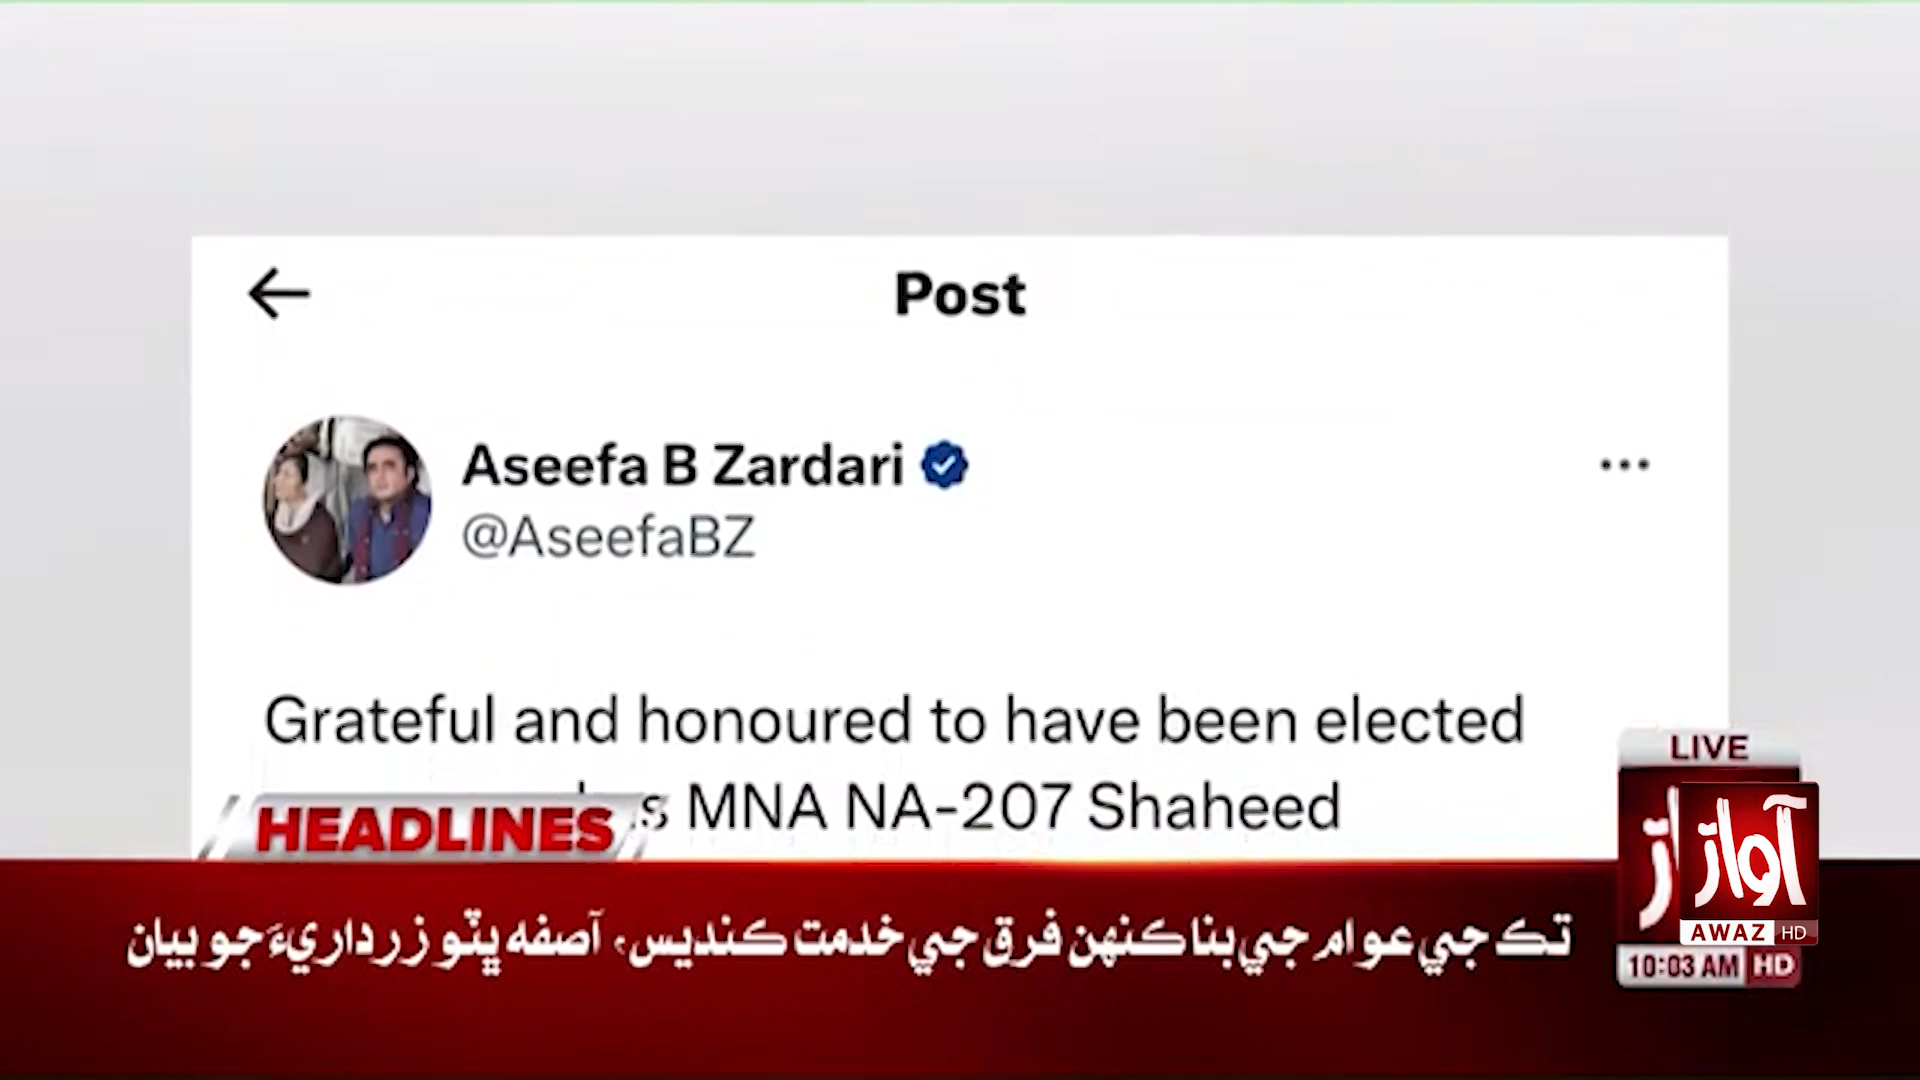 Post
Aseefa B Zardari
@AseefaBZ
Grateful and honoured to have been elected
MNA NA-207 Shaheed
HEADLINES
LIVE
آواز
AWAZ HD
10:03 AM HD
تڪ جي عوام جي بنا ڪنهن فرق جي خدمت ڪنديس، آصفه ڀٽو زرداريءَ جو بيان